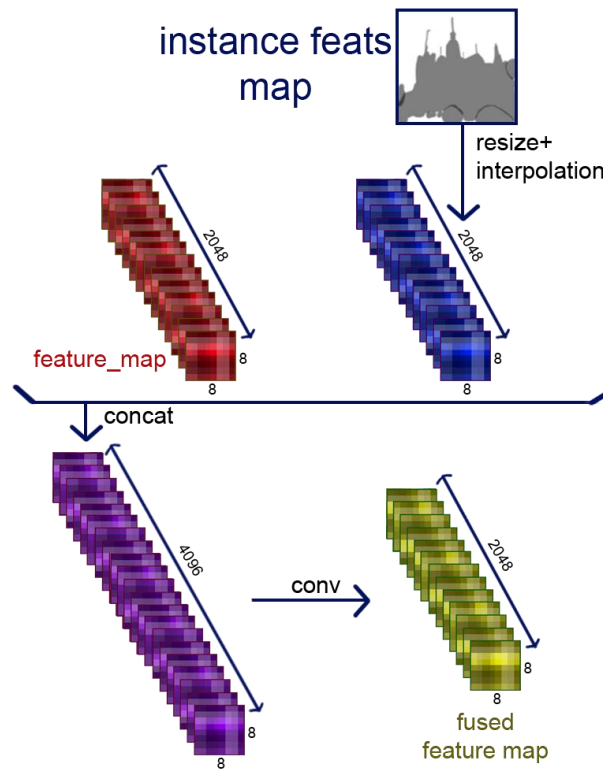 instance feats
map
resize+
interpolation
2048
2048
feature_map
8
8
8
8
concat
4096
2048
conv
8
8
8
8
fused
feature map